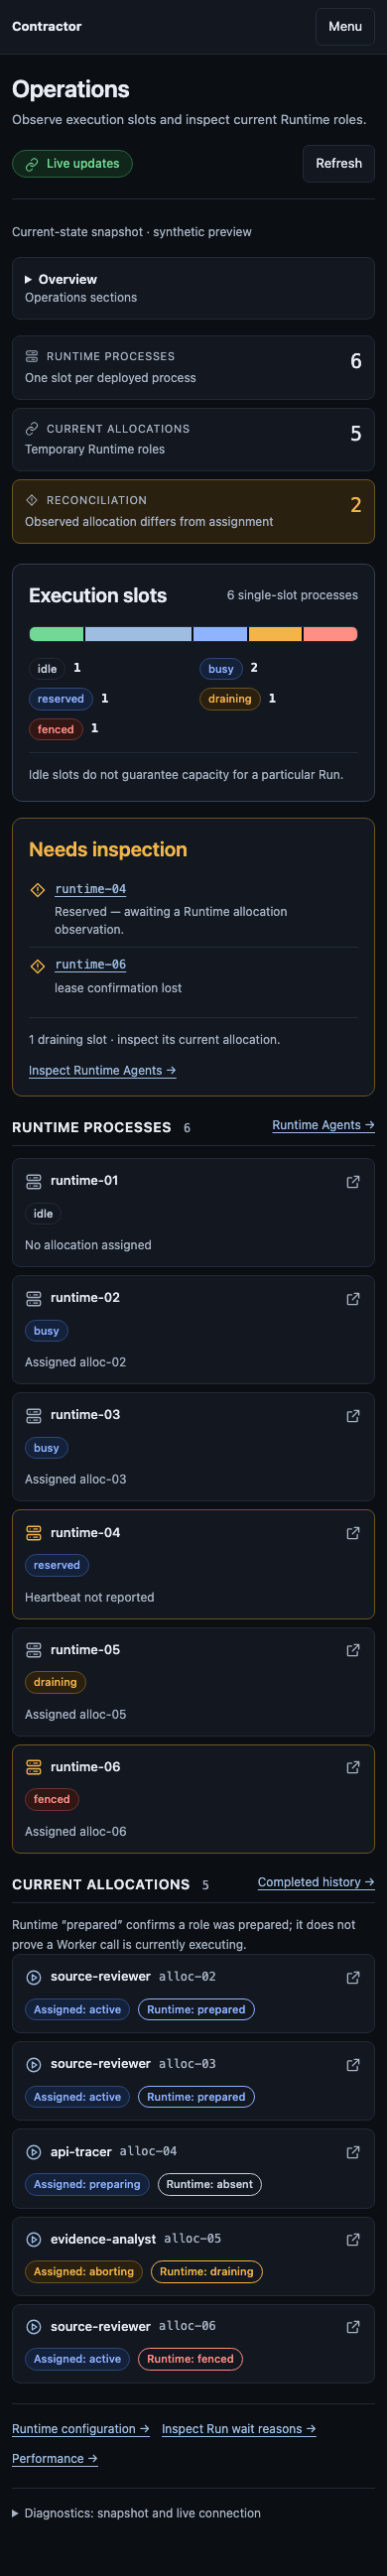 Contractor
Menu
Operations
Observe execution slots and inspect current Runtime roles.
Live updates
Refresh
Current-state snapshot · synthetic preview
▶ Overview
Operations sections
RUNTIME PROCESSES
6
One slot per deployed process
CURRENT ALLOCATIONS
5
Temporary Runtime roles
RECONCILIATION
2
Observed allocation differs from assignment
Execution slots
6 single-slot processes
idle 1
busy 2
reserved 1
draining 1
fenced 1
Idle slots do not guarantee capacity for a particular Run.
Needs inspection
runtime-04
Reserved — awaiting a Runtime allocation
observation.
runtime-06
lease confirmation lost
1 draining slot · inspect its current allocation.
Inspect Runtime Agents →
RUNTIME PROCESSES 6
Runtime Agents →
runtime-01
idle
No allocation assigned
runtime-02
busy
Assigned alloc-02
runtime-03
busy
Assigned alloc-03
runtime-04
reserved
Heartbeat not reported
runtime-05
draining
Assigned alloc-05
runtime-06
fenced
Assigned alloc-06
CURRENT ALLOCATIONS 5
Completed history →
Runtime “prepared” confirms a role was prepared; it does not
prove a Worker call is currently executing.
source-reviewer alloc-02
Assigned: active Runtime: prepared
source-reviewer alloc-03
Assigned: active Runtime: prepared
api-tracer alloc-04
Assigned: preparing Runtime: absent
evidence-analyst alloc-05
Assigned: aborting Runtime: draining
source-reviewer alloc-06
Assigned: active Runtime: fenced
Runtime configuration → Inspect Run wait reasons →
Performance →
▶ Diagnostics: snapshot and live connection